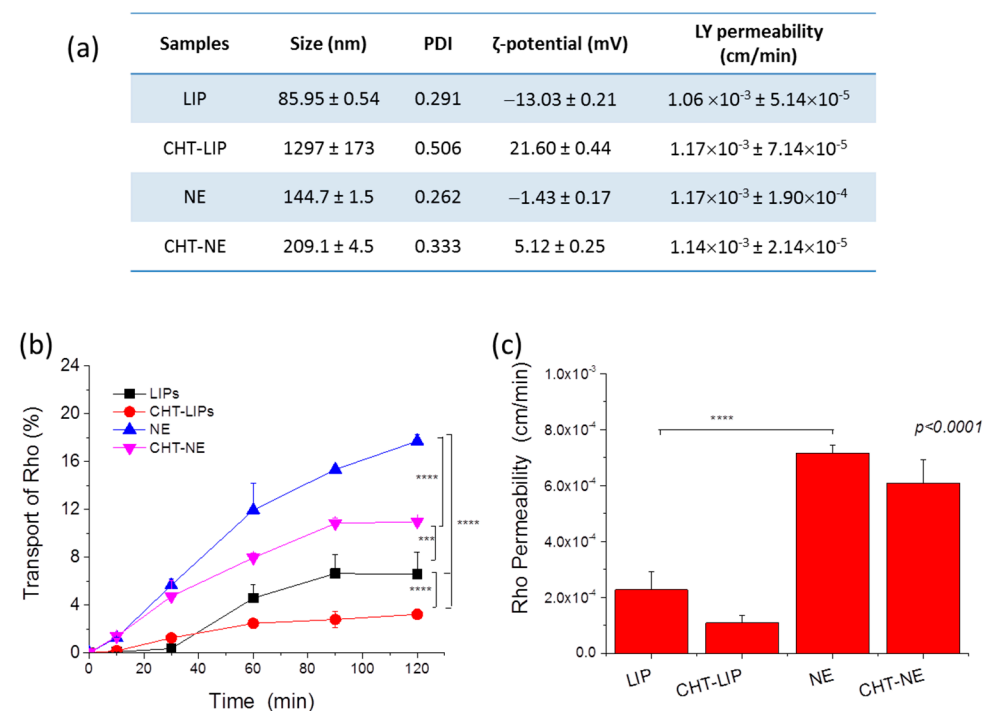 (a)
Samples Size (nm) PDI ζ-potential (mV) LY permeability (cm/min)
LIP 85.95 ± 0.54 0.291 −13.03 ± 0.21 1.06 ×10⁻³ ± 5.14×10⁻⁵
CHT-LIP 1297 ± 173 0.506 21.60 ± 0.44 1.17×10⁻³ ± 7.14×10⁻⁵
NE 144.7 ± 1.5 0.262 −1.43 ± 0.17 1.17×10⁻³ ± 1.90×10⁻⁴
CHT-NE 209.1 ± 4.5 0.333 5.12 ± 0.25 1.14×10⁻³ ± 2.14×10⁻⁵
(b)
Transport of Rho (%)
24
20
16
12
8
4
0
LIPs
CHT-LIPs
NE
CHT-NE
****
****
***
****
0 20 40 60 80 100 120
Time (min)
(c)
Rho Permeability (cm/min)
1.0x10⁻³
8.0x10⁻⁴
6.0x10⁻⁴
4.0x10⁻⁴
2.0x10⁻⁴
0.0
****
p<0.0001
LIP CHT-LIP NE CHT-NE